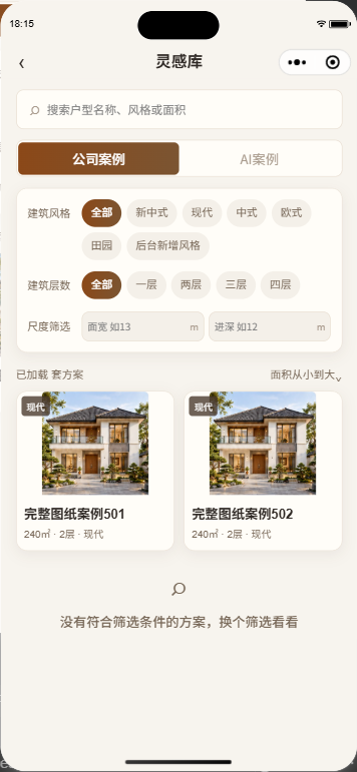 18:15
灵感库
搜索户型名称、风格或面积
公司案例 AI案例
建筑风格 全部 新中式 现代 中式 欧式
田园 后台新增风格
建筑层数 全部 一层 两层 三层 四层
尺度筛选 面宽 如13 m 进深 如12 m
已加载 套方案 面积从小到大
现代 现代
完整图纸案例501 完整图纸案例502
240㎡ · 2层 · 现代 240㎡ · 2层 · 现代
没有符合筛选条件的方案，换个筛选看看